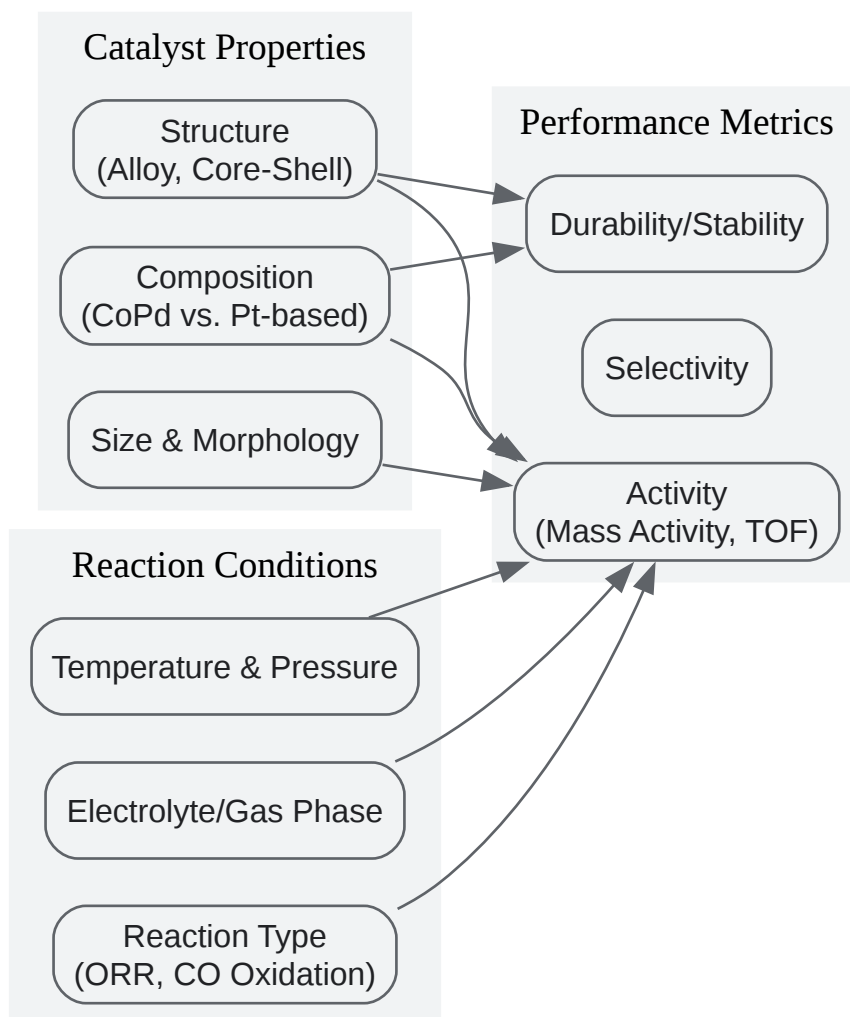 Catalyst Properties
Structure
(Alloy, Core-Shell)
Composition
(CoPd vs. Pt-based)
Size & Morphology
Performance Metrics
Durability/Stability
Selectivity
Activity
(Mass Activity, TOF)
Reaction Conditions
Temperature & Pressure
Electrolyte/Gas Phase
Reaction Type
(ORR, CO Oxidation)